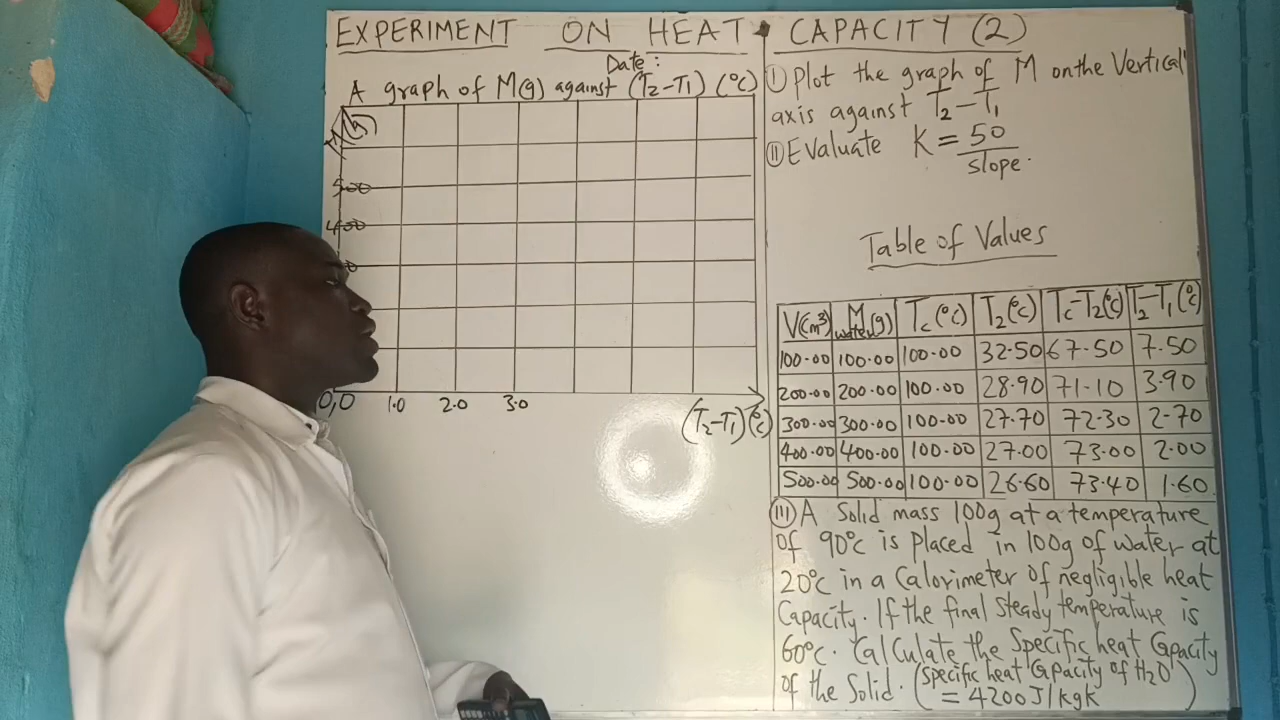 EXPERIMENT ON HEAT CAPACITY (2)
Date:
A graph of M(g) against (T2-T1) (°C)
500
400
0,0 1.0 2.0 3.0
(T2-T1)(°C)
(I) Plot the graph of M on the Vertical
axis against T2-T1
(II) Evaluate K = 50
slope.
Table of Values
V(cm³) M water(g) Tc(°C) T2(°C) Tc-T2(°C) T2-T1(°C)
100.00 100.00 100.00 32.50 67.50 7.50
200.00 200.00 100.00 28.90 71.10 3.90
300.00 300.00 100.00 27.70 72.30 2.70
400.00 400.00 100.00 27.00 73.00 2.00
500.00 500.00 100.00 26.60 73.40 1.60
(III) A Solid mass 100g at a temperature
of 90°c is placed in 100g of water at
20°c in a Calorimeter of negligible heat
Capacity. If the final steady temperature is
60°c. Calculate the Specific heat Capacity
of the Solid. (Specific heat Capacity of H2O
= 4200J/kgK)